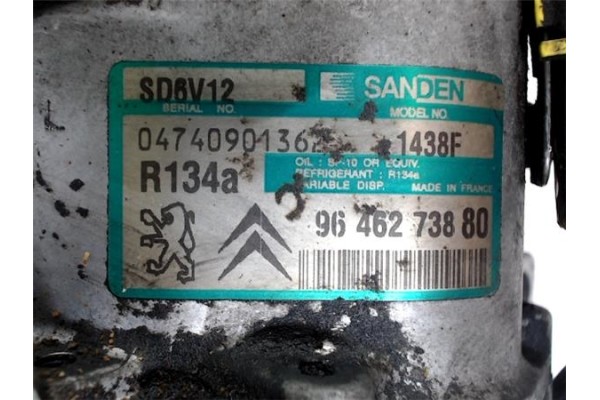 SD6V12 SANDEN
SERIAL NO. MODEL NO.
1438F
OIL : SP-10 OR EQUIV.
R134a REFRIGERANT : R134a
VARIABLE DISP. MADE IN FRANCE
96 462 738 80